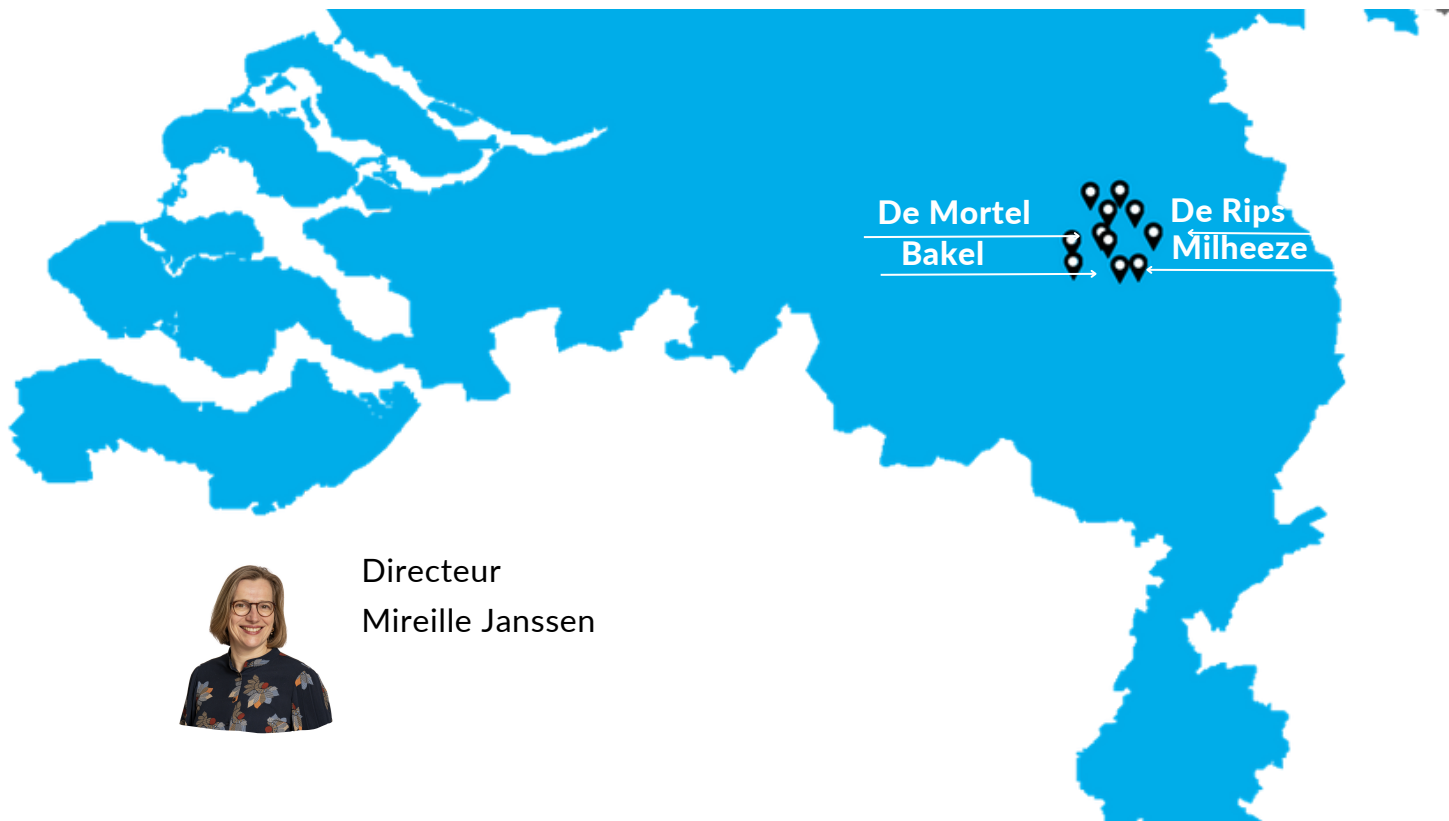 De Mortel
De Rips
Bakel
Milheeze
Directeur
Mireille Janssen